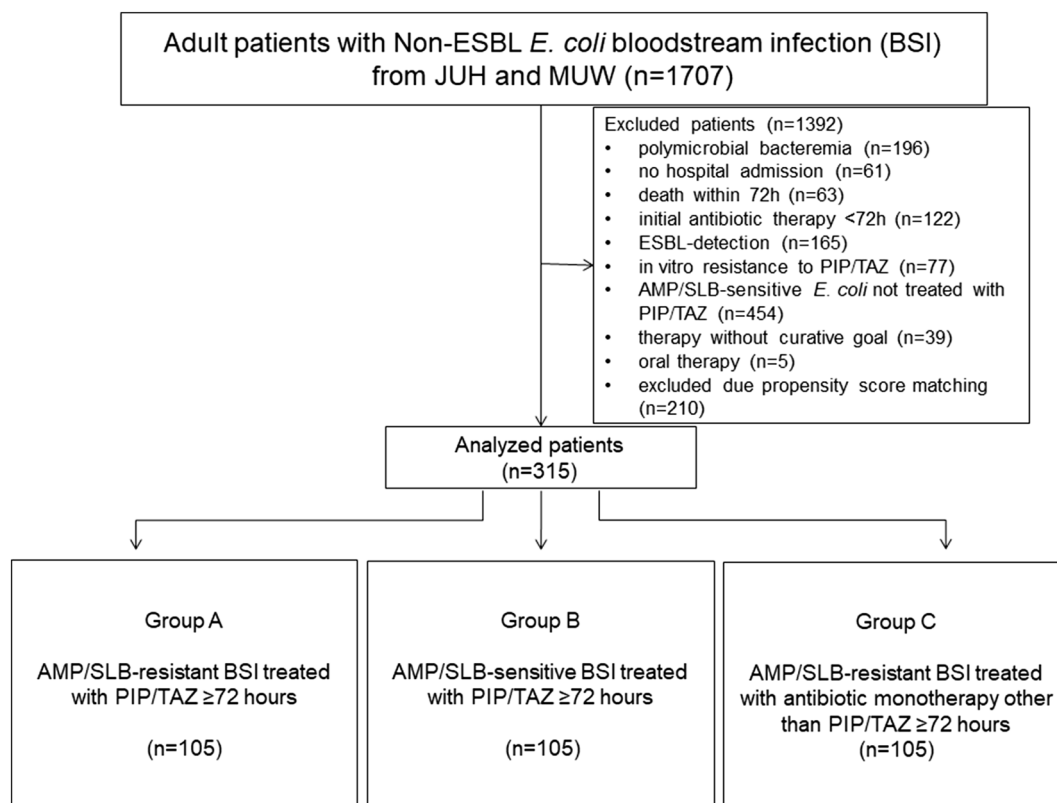 Adult patients with Non-ESBL E. coli bloodstream infection (BSI)
from JUH and MUW (n=1707)
Excluded patients (n=1392)
• polymicrobial bacteremia (n=196)
• no hospital admission (n=61)
• death within 72h (n=63)
• initial antibiotic therapy <72h (n=122)
• ESBL-detection (n=165)
• in vitro resistance to PIP/TAZ (n=77)
• AMP/SLB-sensitive E. coli not treated with
PIP/TAZ (n=454)
• therapy without curative goal (n=39)
• oral therapy (n=5)
• excluded due propensity score matching
(n=210)
Analyzed patients
(n=315)
Group A
AMP/SLB-resistant BSI treated
with PIP/TAZ ≥72 hours
(n=105)
Group B
AMP/SLB-sensitive BSI treated
with PIP/TAZ ≥72 hours
(n=105)
Group C
AMP/SLB-resistant BSI treated
with antibiotic monotherapy other
than PIP/TAZ ≥72 hours
(n=105)